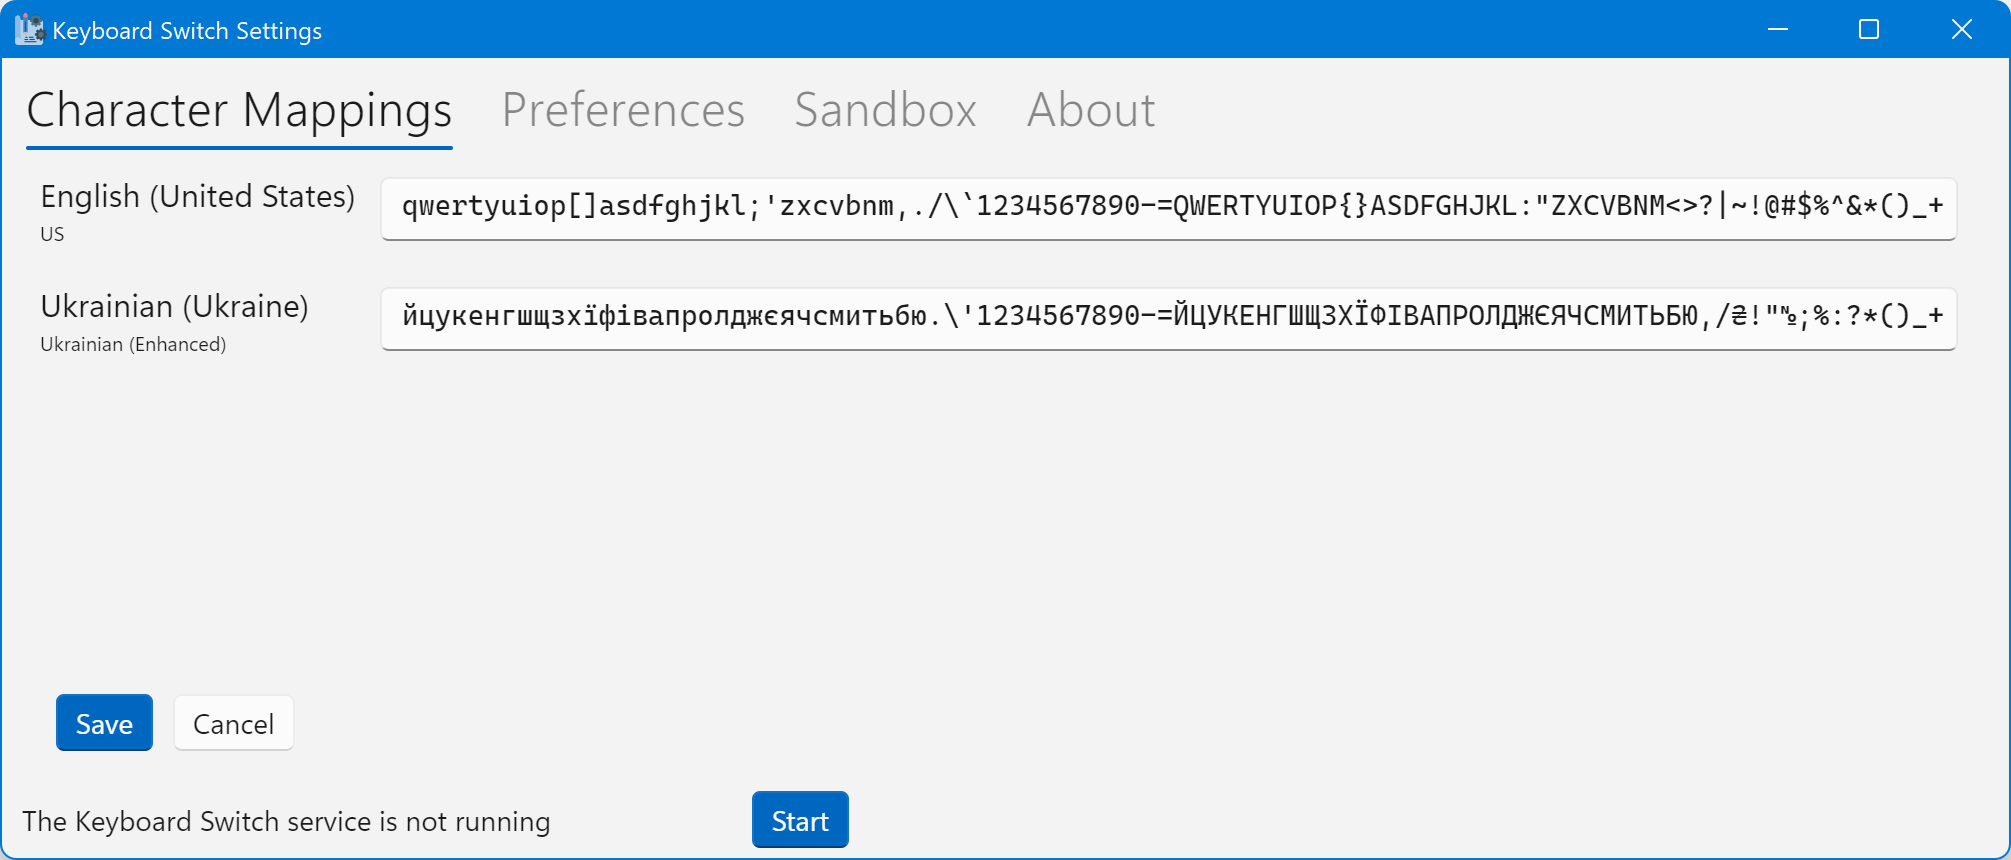 Keyboard Switch Settings
Character Mappings Preferences Sandbox About
English (United States)
qwertyuiop[]asdfghjkl;'zxcvbnm,./\`1234567890-=QWERTYUIOP{}ASDFGHJKL:"ZXCVBNM<>?|~!@#$%^&*()_+
US
Ukrainian (Ukraine)
йцукенгшщзхїфівапролджєячсмитьбю.\'1234567890-=ЙЦУКЕНГШЩЗХЇФІВАПРОЛДЖЄЯЧСМИТЬБЮ,/₴!"№;%:?*()_+
Ukrainian (Enhanced)
Save Cancel
The Keyboard Switch service is not running Start